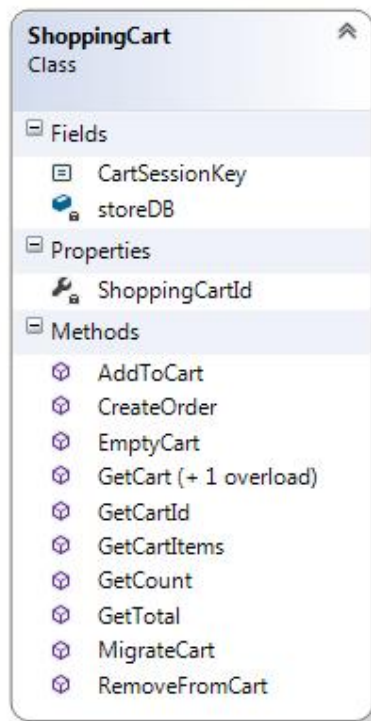 ShoppingCart
Class
Fields
CartSessionKey
storeDB
Properties
ShoppingCartId
Methods
AddToCart
CreateOrder
EmptyCart
GetCart (+ 1 overload)
GetCartId
GetCartItems
GetCount
GetTotal
MigrateCart
RemoveFromCart